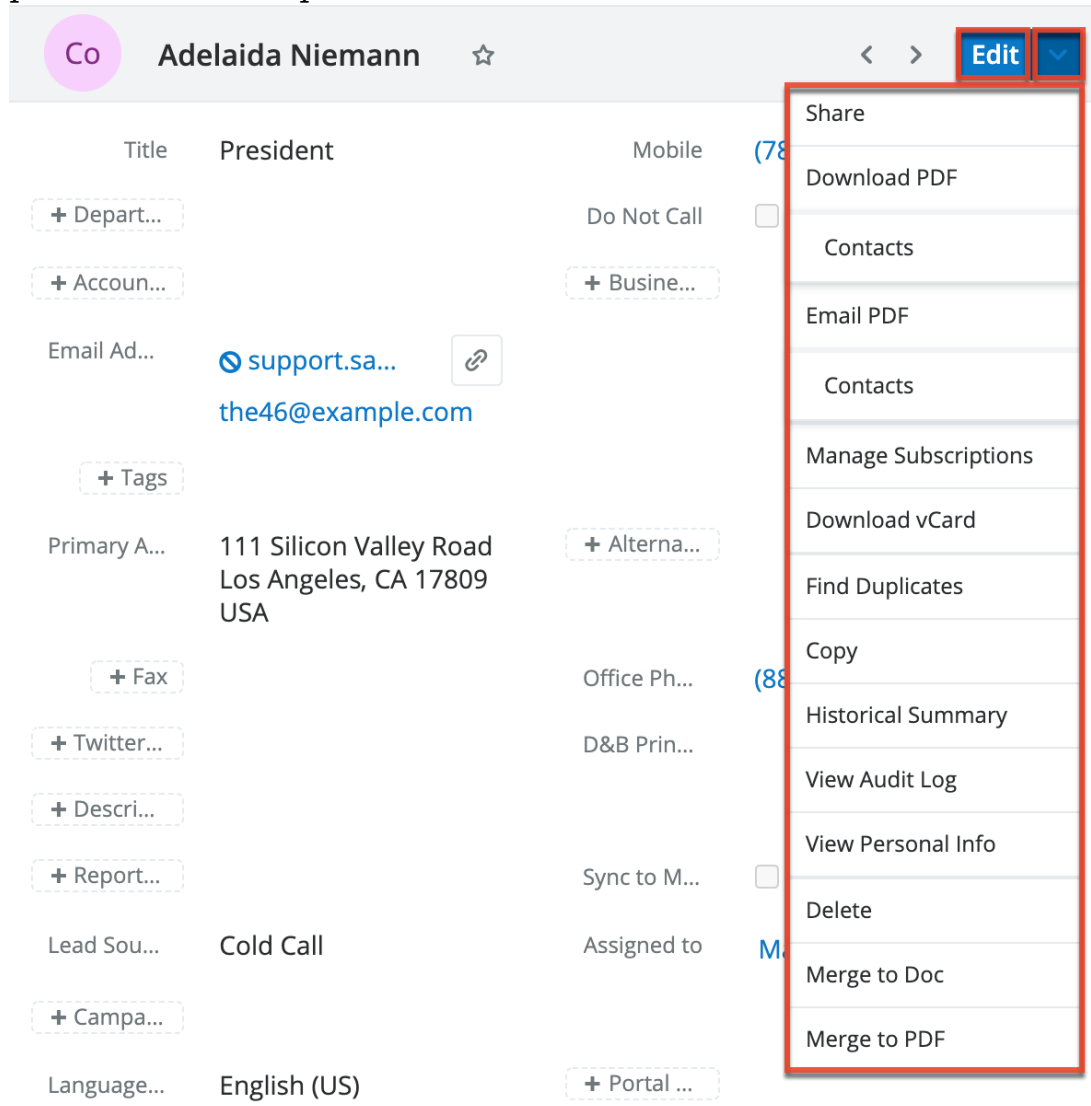 Co
Adelaida Niemann
Edit
Title
President
Mobile
(78
+ Depart...
Do Not Call
+ Accoun...
+ Busine...
Email Ad...
support.sa...
the46@example.com
+ Tags
Primary A...
111 Silicon Valley Road
Los Angeles, CA 17809
USA
+ Alterna...
+ Fax
Office Ph...
(88
+ Twitter...
D&B Prin...
+ Descri...
+ Report...
Sync to M...
Lead Sou...
Cold Call
Assigned to
Ma
+ Campa...
Language...
English (US)
+ Portal ...
Share
Download PDF
Contacts
Email PDF
Contacts
Manage Subscriptions
Download vCard
Find Duplicates
Copy
Historical Summary
View Audit Log
View Personal Info
Delete
Merge to Doc
Merge to PDF